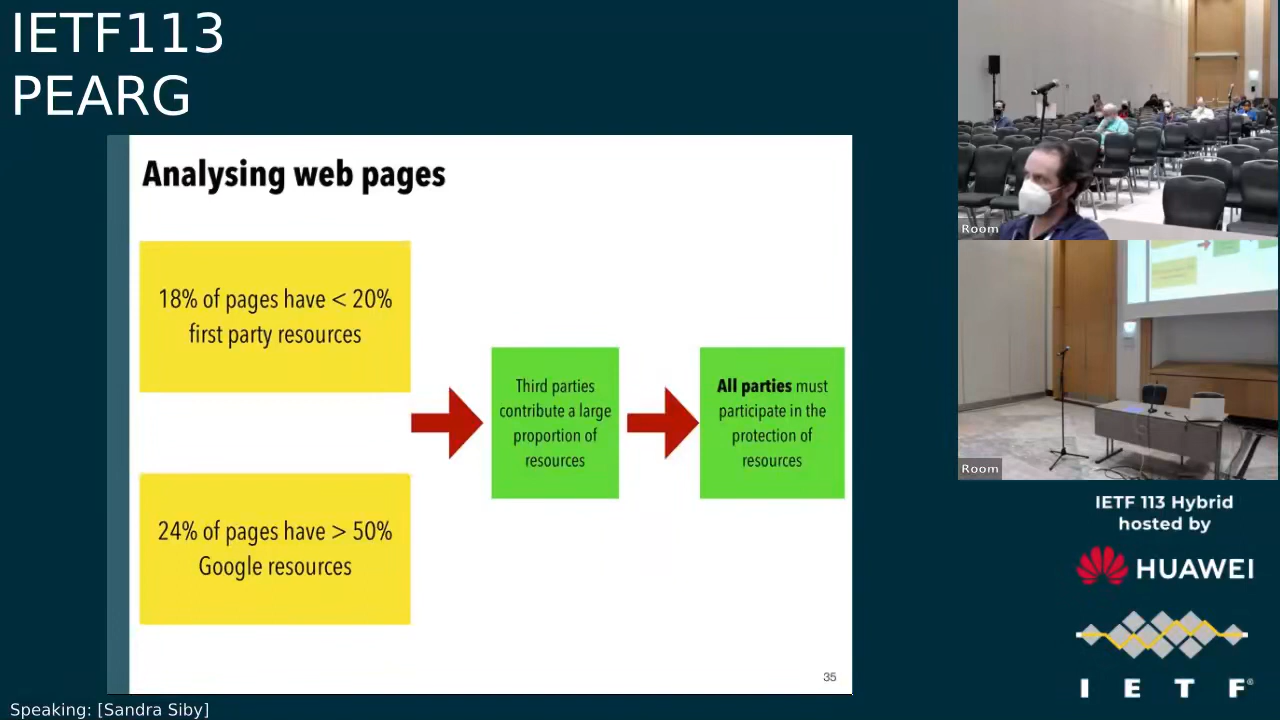 IETF113
PEARG
Analysing web pages
18% of pages have < 20%
first party resources
24% of pages have > 50%
Google resources
Third parties
contribute a large
proportion of
resources
All parties must
participate in the
protection of
resources
35
Room
Room
IETF 113 Hybrid
hosted by
HUAWEI
I E T F®
Speaking: [Sandra Siby]